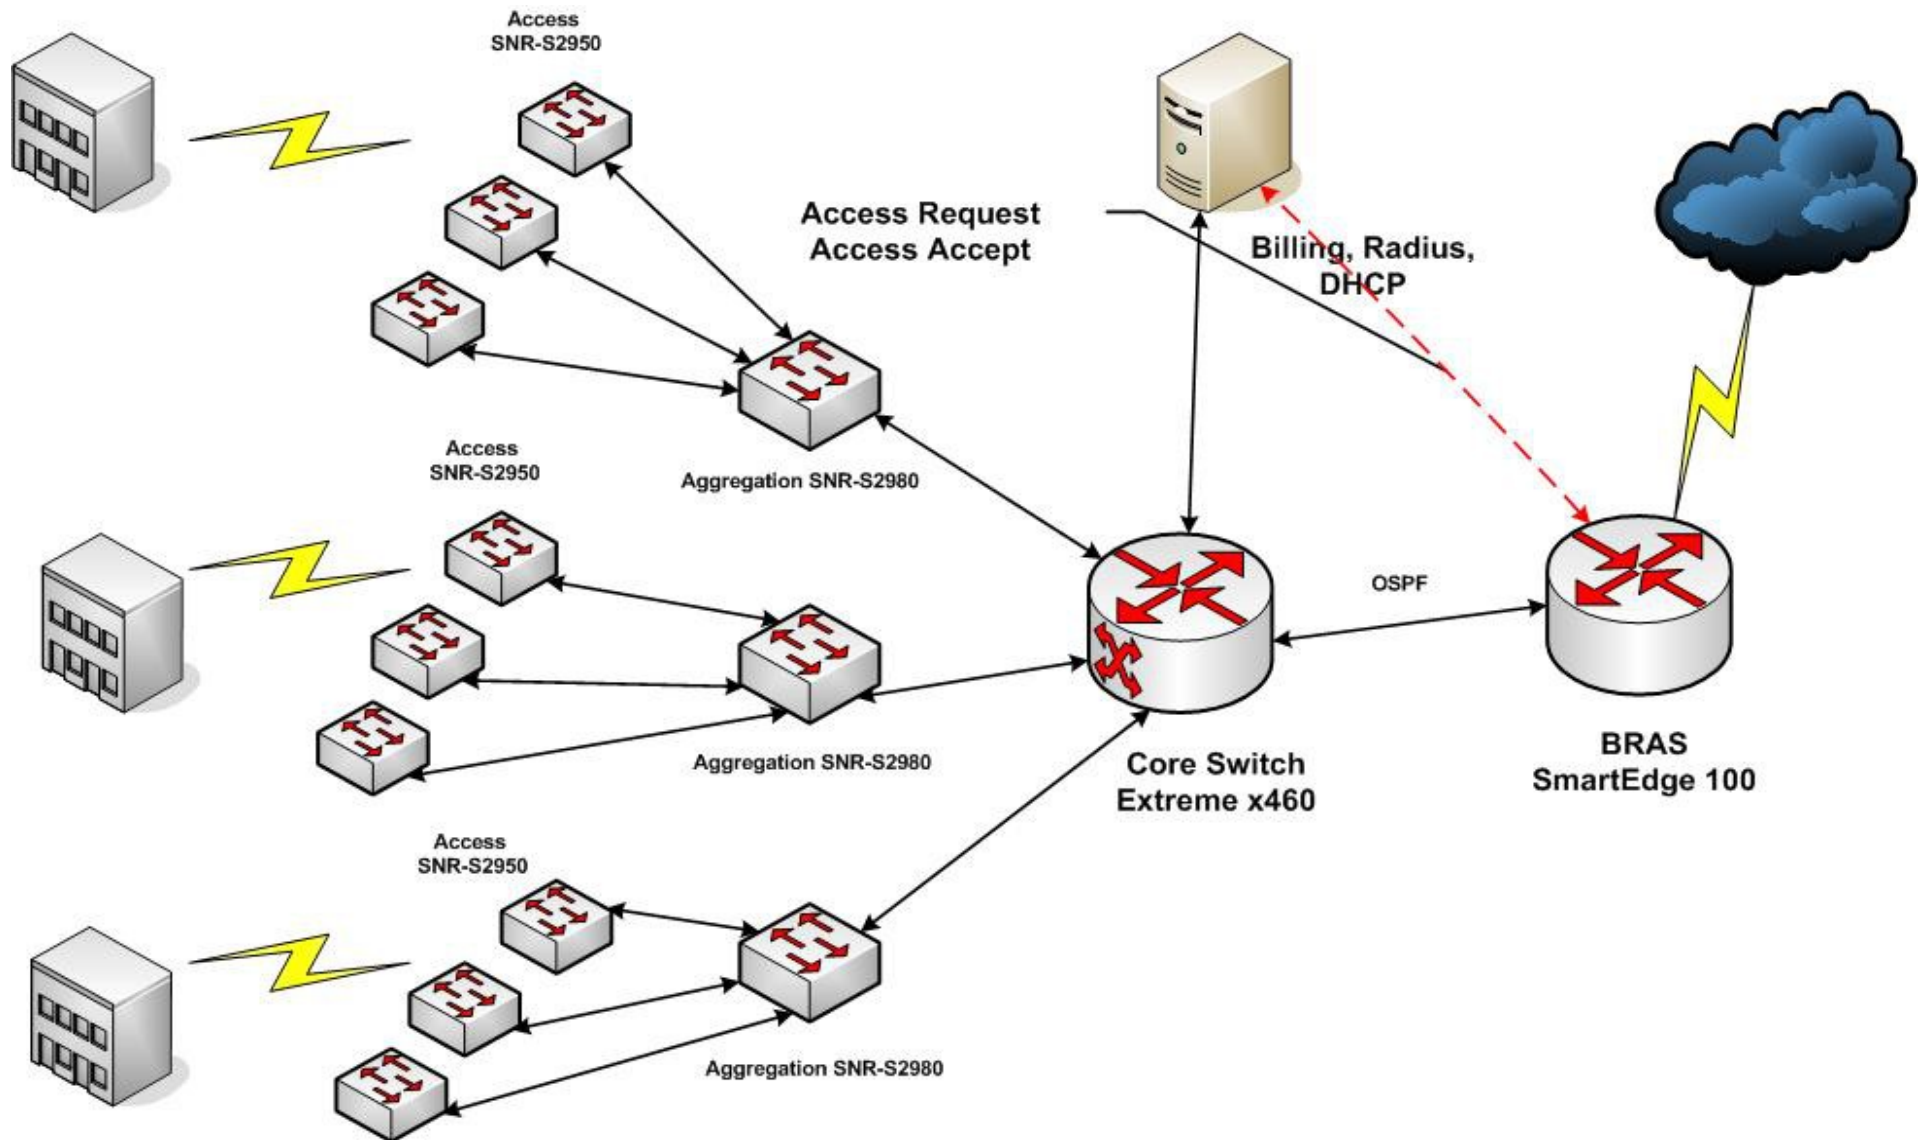 Access
SNR-S2950
Access Request
Access Accept
Billing, Radius,
DHCP
Access
SNR-S2950
Aggregation SNR-S2980
OSPF
Core Switch
Extreme x460
BRAS
SmartEdge 100
Aggregation SNR-S2980
Access
SNR-S2950
Aggregation SNR-S2980